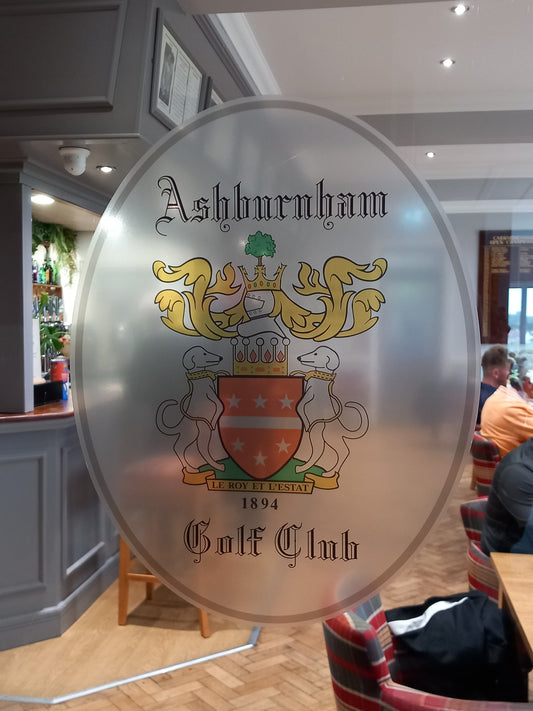 Ashburnham
LE ROY ET L'ESTAT
1894
Golf Club